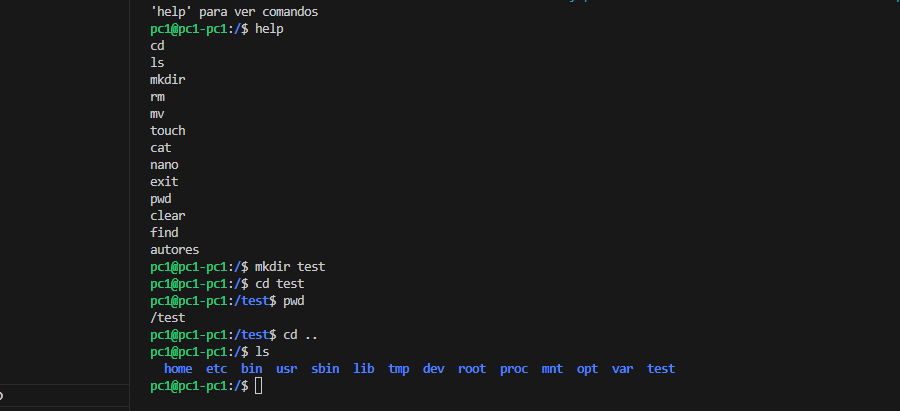 'help' para ver comandos
pc1@pc1-pc1:/$ help
cd
ls
mkdir
rm
mv
touch
cat
nano
exit
pwd
clear
find
autores
pc1@pc1-pc1:/$ mkdir test
pc1@pc1-pc1:/$ cd test
pc1@pc1-pc1:/test$ pwd
/test
pc1@pc1-pc1:/test$ cd ..
pc1@pc1-pc1:/$ ls
home etc bin usr sbin lib tmp dev root proc mnt opt var test
pc1@pc1-pc1:/$